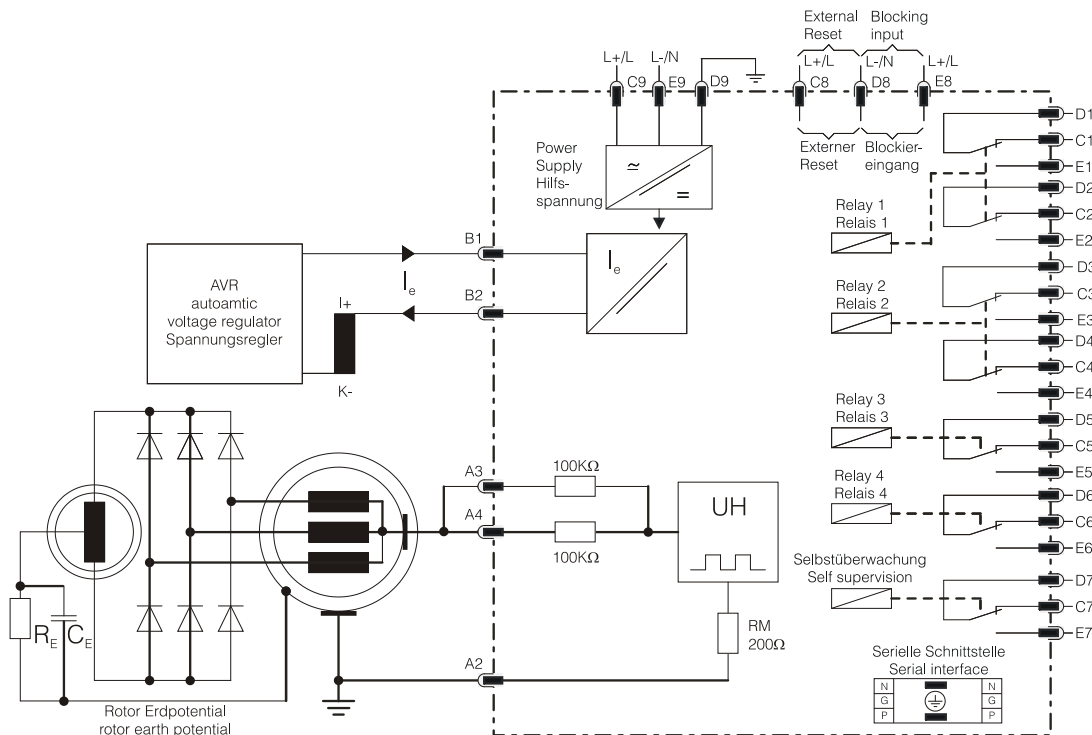 External Reset
Blocking input
L+/L
L-/N
L+/L
L-/N
L+/L
C9
E9
D9
C8
D8
E8
Externer Reset
Blockier-
eingang
Power
Supply
Hilfs-
spannung
≃
=
D1
C1
E1
D2
C2
E2
D3
C3
E3
D4
C4
E4
D5
C5
E5
D6
C6
E6
D7
C7
E7
Relay 1
Relais 1
Relay 2
Relais 2
Relay 3
Relais 3
Relay 4
Relais 4
Selbstüberwachung
Self supervision
AVR
autoamtic
voltage regulator
Spannungsregler
B1
Ie
B2
I+
K-
Ie
A3
100KΩ
A4
100KΩ
UH
RM
200Ω
A2
RE
CE
Rotor Erdpotential
rotor earth potential
Serielle Schnittstelle
Serial interface
N
G
P
N
G
P